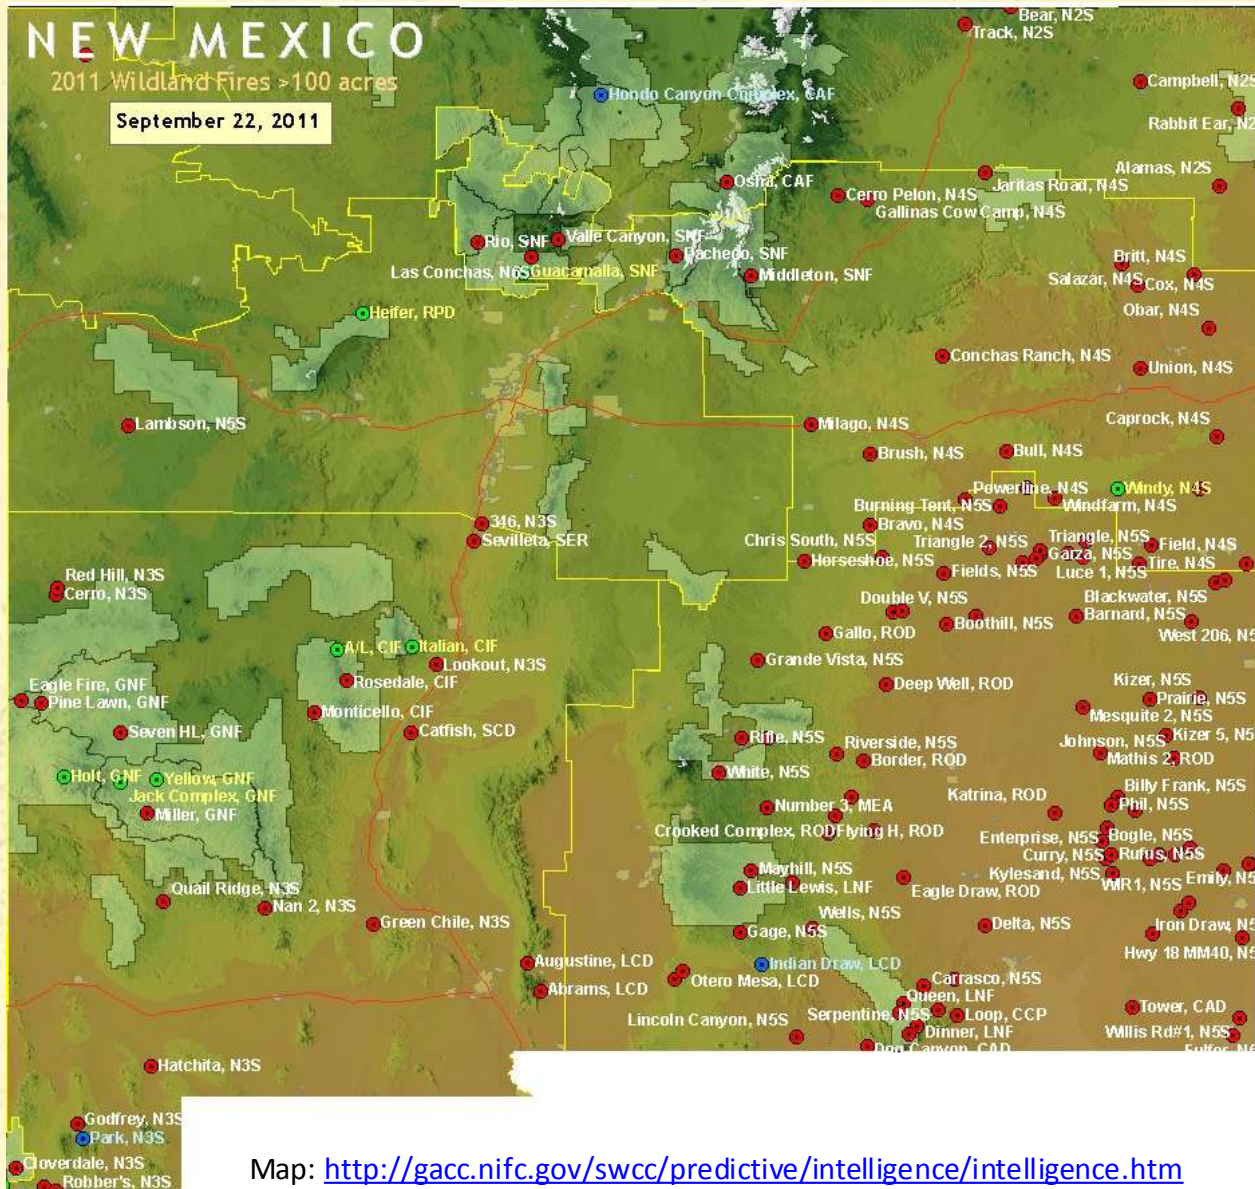 NEW MEXICO
2011 Wildland Fires >100 acres
September 22, 2011
Bear, N2S
Track, N2S
Hondo Canyon Complex, CAF
Campbell, N2S
Rabbit Ear, N2
Alamas, N2S
Osha, CAF
Jaritas Road, N4S
Cerro Pelon, N4S
Gallinas Cow Camp, N4S
Rio, SNF
Valle Canyon, SNF
Pacheco, SNF
Las Conchas, N6S
Guacamalla, SNF
Middleton, SNF
Britt, N4S
Salazar, N4S
Cox, N4S
Obar, N4S
Heifer, RPD
Conchas Ranch, N4S
Union, N4S
Lambson, N5S
Milago, N4S
Caprock, N4S
Brush, N4S
Bull, N4S
Powerline, N4S
Windy, N4S
Burning Tent, N5S
Windfarm, N4S
346, N3S
Bravo, N4S
Sevilleta, SER
Chris South, N5S
Triangle 2, N5S
Triangle, N5S
Field, N4S
Horseshoe, N5S
Garza, N5S
Tire, N4S
Fields, N5S
Luce 1, N5S
Red Hill, N3S
Cerro, N3S
Blackwater, N5S
Double V, N5S
Boothill, N5S
Barnard, N5S
West 206, N5
Gallo, ROD
A/L, CIF
Italian, CIF
Grande Vista, N5S
Lookout, N3S
Rosedale, CIF
Deep Well, ROD
Kizer, N5S
Eagle Fire, GNF
Pine Lawn, GNF
Prairie, N5S
Monticello, CIF
Mesquite 2, N5S
Seven HL, GNF
Catfish, SCD
Riffle, N5S
Riverside, N5S
Johnson, N5S
Kizer 5, N5
Border, ROD
Mathis 2, ROD
Holt, GNF
Yellow, GNF
White, N5S
Jack Complex, GNF
Billy Frank, N5S
Miller, GNF
Number 3, MEA
Katrina, ROD
Phil, N5S
Crooked Complex, ROD
Flying H, ROD
Enterprise, N5S
Bogle, N5S
Curry, N5S
Rufus, N5S
Mayhill, N5S
Kylesand, N5S
WIR1, N5S
Emily, N5
Little Lewis, LNF
Eagle Draw, ROD
Quail Ridge, N3S
Nan 2, N3S
Green Chile, N3S
Gage, N5S
Wells, N5S
Delta, N5S
Iron Draw, N5
Hwy 18 MM40, N5
Augustine, LCD
Indian Draw, LCD
Abrams, LCD
Otero Mesa, LCD
Carrasco, N5S
Queen, LNF
Serpentine, N5S
Loop, CCP
Tower, CAD
Lincoln Canyon, N5S
Dinner, LNF
Willis Rd#1, N5S
Dog Canyon, CAD
Hatchita, N3S
Godfrey, N3S
Park, N3S
Cloverdale, N3S
Robber's, N3S
Map: http://gacc.nifc.gov/swcc/predictive/intelligence/intelligence.htm